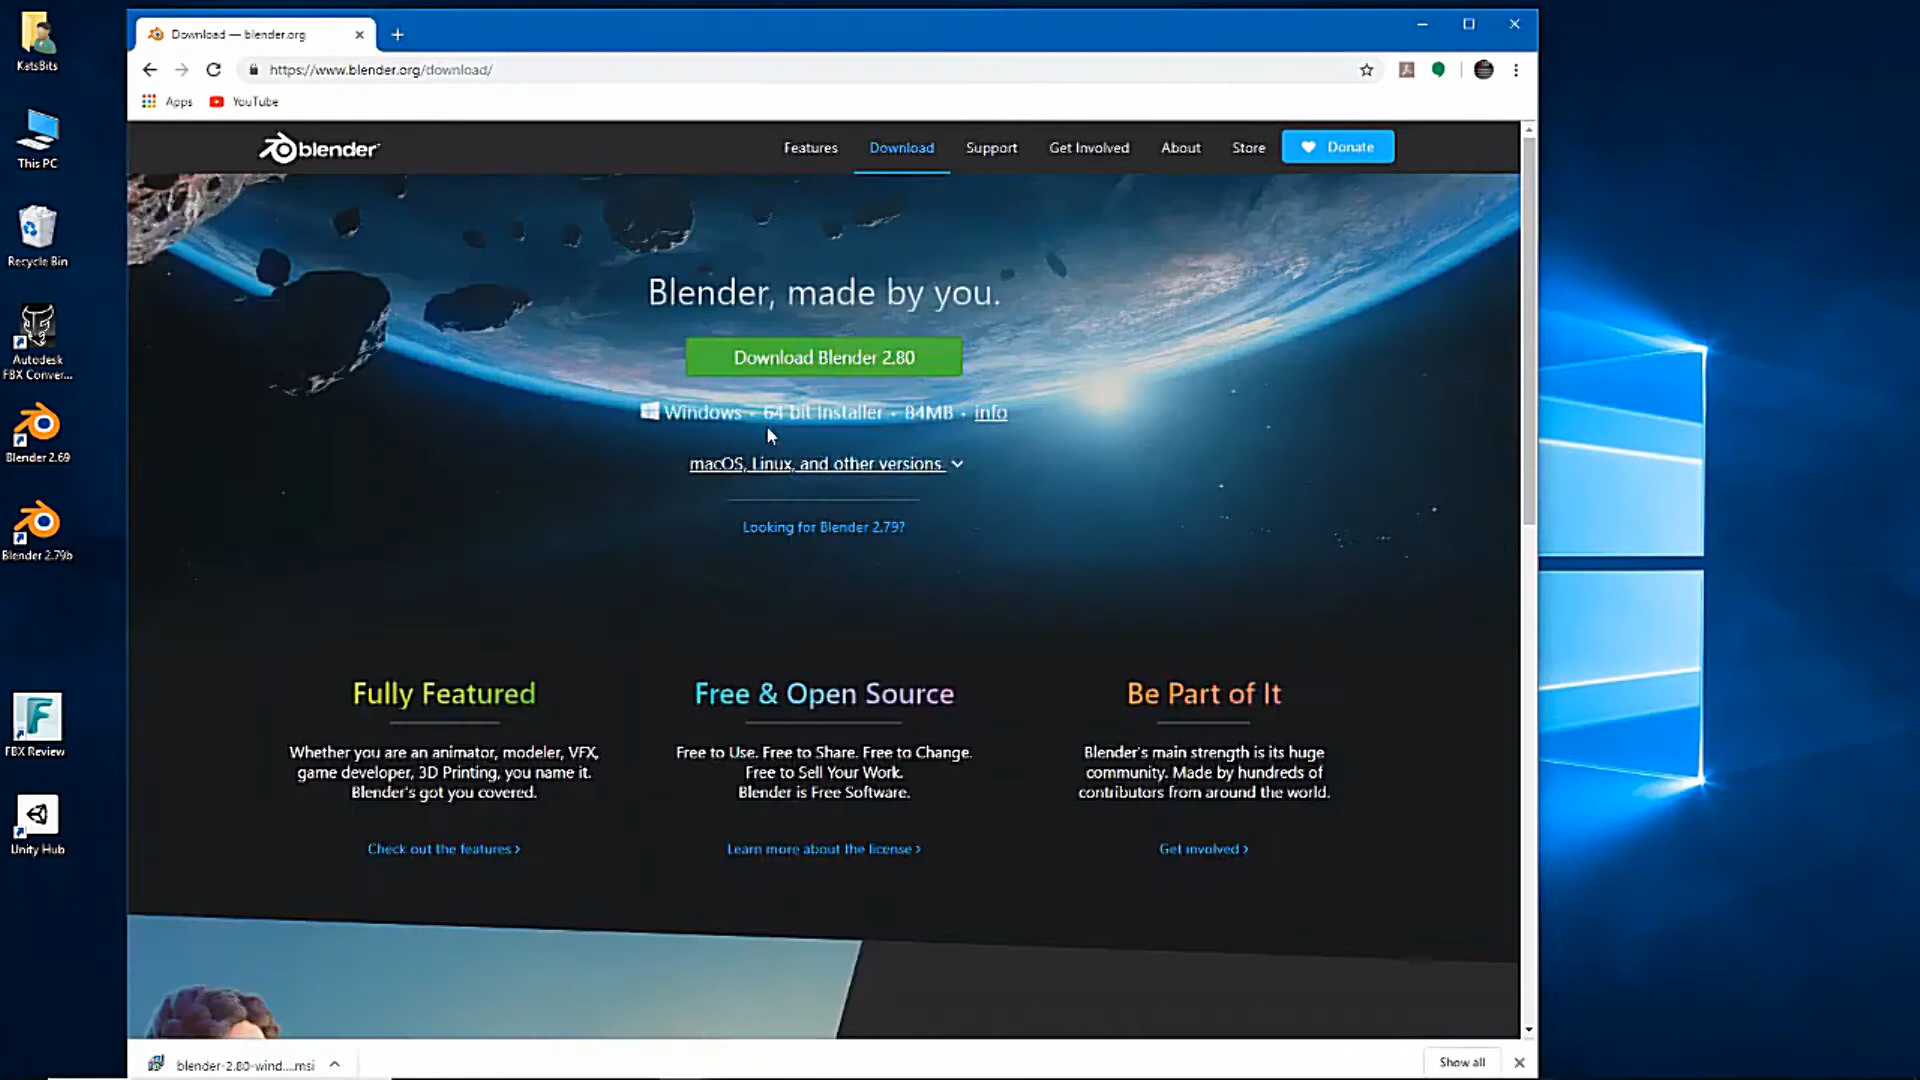 KatsBits
This PC
Recycle Bin
Autodesk
FBX Conver...
Blender 2.69
Blender 2.79b
FBX Review
Unity Hub
Download — blender.org
https://www.blender.org/download/
Apps
YouTube
blender
Features
Download
Support
Get Involved
About
Store
Donate
Blender, made by you.
Download Blender 2.80
Windows - 64 bit Installer - 84MB - info
macOS, Linux, and other versions
Looking for Blender 2.79?
Fully Featured
Whether you are an animator, modeler, VFX,
game developer, 3D Printing, you name it.
Blender's got you covered.
Check out the features ›
Free & Open Source
Free to Use. Free to Share. Free to Change.
Free to Sell Your Work.
Blender is Free Software.
Learn more about the license ›
Be Part of It
Blender's main strength is its huge
community. Made by hundreds of
contributors from around the world.
Get involved ›
blender-2.80-wind....msi
Show all